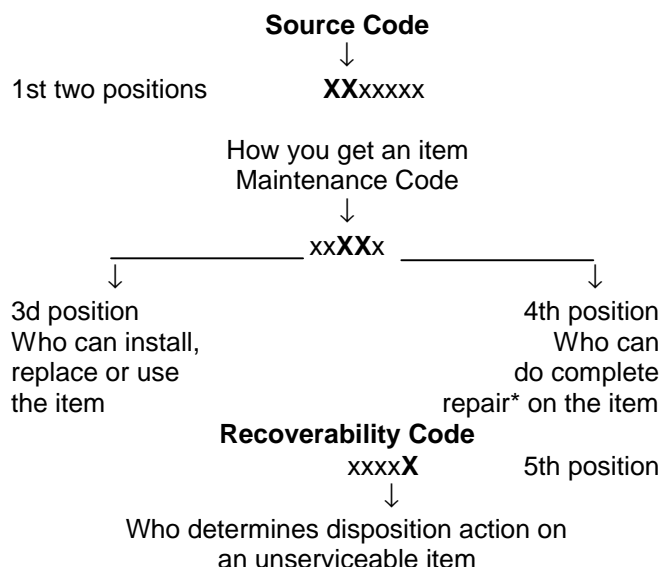 Source Code
↓
1st two positions XXxxxxx
How you get an item
Maintenance Code
↓
xxXXx
↓ ↓
3d position 4th position
Who can install, Who can
replace or use do complete
the item repair* on the item
Recoverability Code
xxxxX 5th position
↓
Who determines disposition action on
an unserviceable item